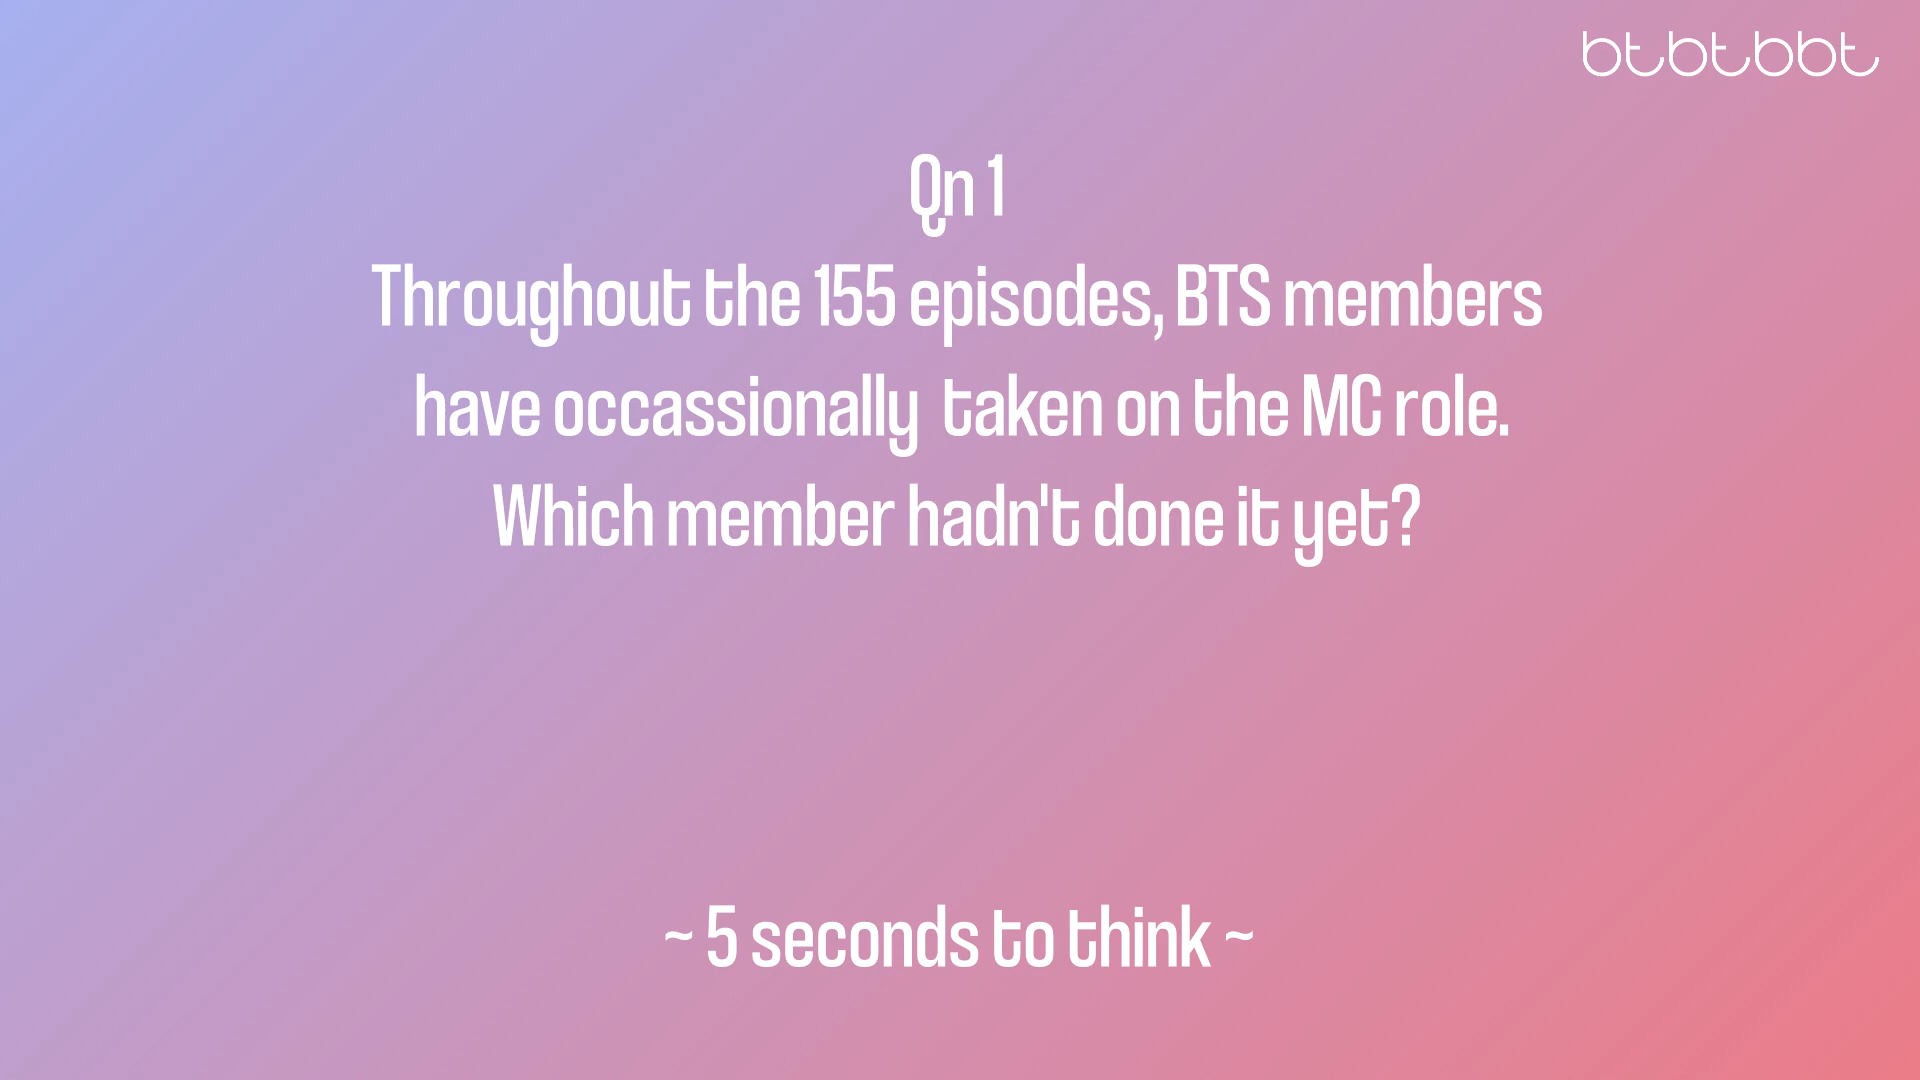 btbtbbt
Qn 1
Throughout the 155 episodes, BTS members
have occassionally taken on the MC role.
Which member hadn't done it yet?
~ 5 seconds to think ~